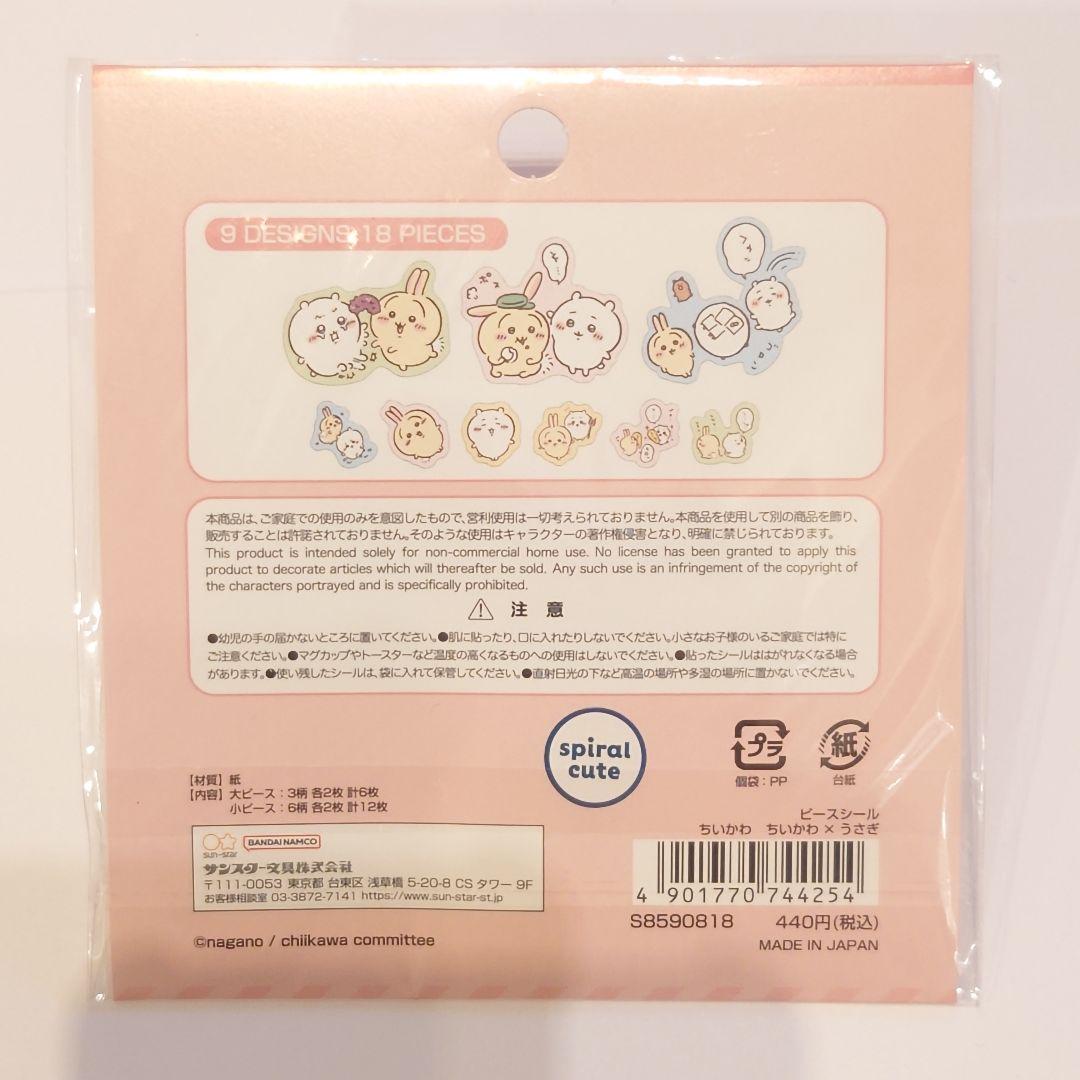 9 DESIGNS 18 PIECES
本商品は、ご家庭での使用のみを意図したもので、営利使用は一切考えられておりません。本商品を使用して別の商品を飾り、
販売することは許諾されておりません。そのような使用はキャラクターの著作権侵害となり、明確に禁じられております。
This product is intended solely for non-commercial home use. No license has been granted to apply this
product to decorate articles which will thereafter be sold. Any such use is an infringement of the copyright of
the characters portrayed and is specifically prohibited.
注 意
●幼児の手の届かないところに置いてください。●肌に貼ったり、口に入れたりしないでください。小さなお子様のいるご家庭では特に
ご注意ください。●マグカップやトースターなど温度の高くなるものへの使用はしないでください。●貼ったシールははがれなくなる場合
があります。●使い残したシールは、袋に入れて保管してください。●直射日光の下など高温の場所や多湿の場所に置かないでください。
spiral
cute
プラ
個袋:PP
紙
台紙
【材質】紙
【内容】大ピース:3柄 各2枚 計6枚
小ピース:6柄 各2枚 計12枚
ピースシール
ちいかわ ちいかわ×うさぎ
sun-star
BANDAI NAMCO
サンスター文具株式会社
〒111-0053 東京都 台東区 浅草橋 5-20-8 CS タワー 9F
お客様相談室 03-3872-7141 https://www.sun-star-st.jp
4 901770 744254
S8590818 440円(税込)
MADE IN JAPAN
©nagano / chiikawa committee